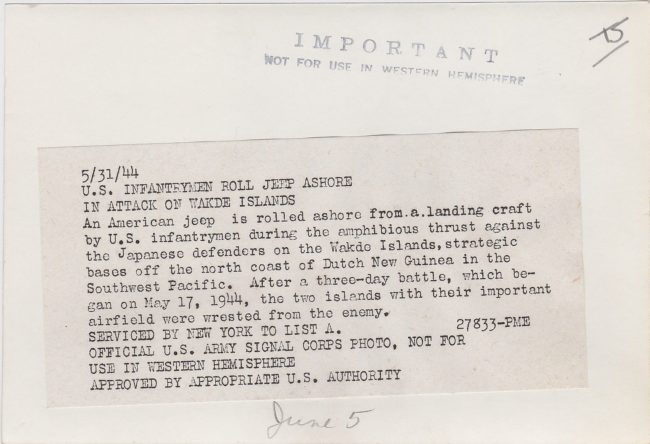 IMPORTANT
NOT FOR USE IN WESTERN HEMISPHERE
5/31/44
U.S. INFANTRYMEN ROLL JEEP ASHORE
IN ATTACK ON WAKDE ISLANDS
An American jeep is rolled ashore from.a.landing craft
by U.S. infantrymen during the amphibious thrust against
the Japanese defenders on the Wakde Islands,strategic
bases off the north coast of Dutch New Guinea in the
Southwest Pacific. After a three-day battle, which be-
gan on May 17, 1944, the two islands with their important
airfield were wrested from the enemy.
SERVICED BY NEW YORK TO LIST A. 27833-PME
OFFICIAL U.S. ARMY SIGNAL CORPS PHOTO, NOT FOR
USE IN WESTERN HEMISPHERE
APPROVED BY APPROPRIATE U.S. AUTHORITY
June 5